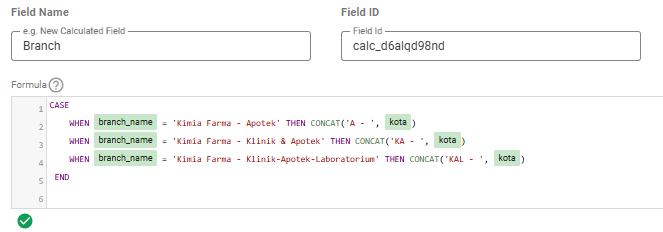 Field Name
Field ID
e.g. New Calculated Field
Branch
Field Id
calc_d6alqd98nd
Formula ?
1 CASE
2 WHEN branch_name = 'Kimia Farma - Apotek' THEN CONCAT('A - ', kota )
3 WHEN branch_name = 'Kimia Farma - Klinik & Apotek' THEN CONCAT('KA - ', kota )
4 WHEN branch_name = 'Kimia Farma - Klinik-Apotek-Laboratorium' THEN CONCAT('KAL - ', kota )
5 END
6